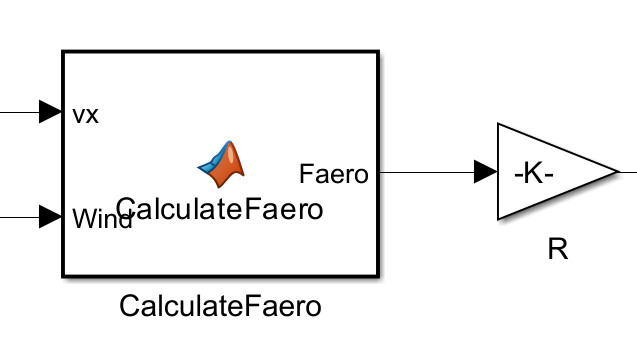 vx
Faero
-K-
Wind
CalculateFaero
R
CalculateFaero